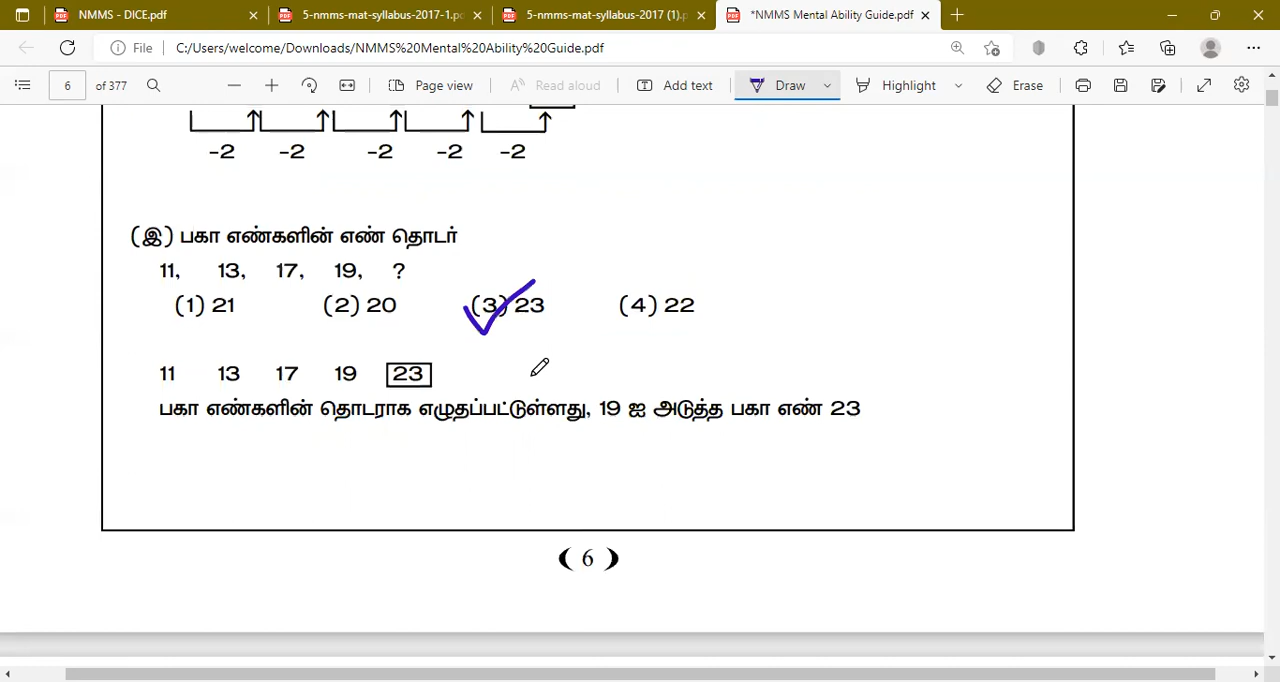 NMMS - DICE.pdf
5-nmms-mat-syllabus-2017-1.p
5-nmms-mat-syllabus-2017 (1).p
*NMMS Mental Ability Guide.pdf
File
C:/Users/welcome/Downloads/NMMS%20Mental%20Ability%20Guide.pdf
6 of 377
Page view
Read aloud
Add text
Draw
Highlight
Erase
-2 -2 -2 -2 -2
(இ) பகா எண்களின் எண் தொடர்
11, 13, 17, 19, ?
(1) 21 (2) 20 (3) 23 (4) 22
11 13 17 19 23
பகா எண்களின் தொடராக எழுதப்பட்டுள்ளது, 19 ஐ அடுத்த பகா எண் 23
( 6 )